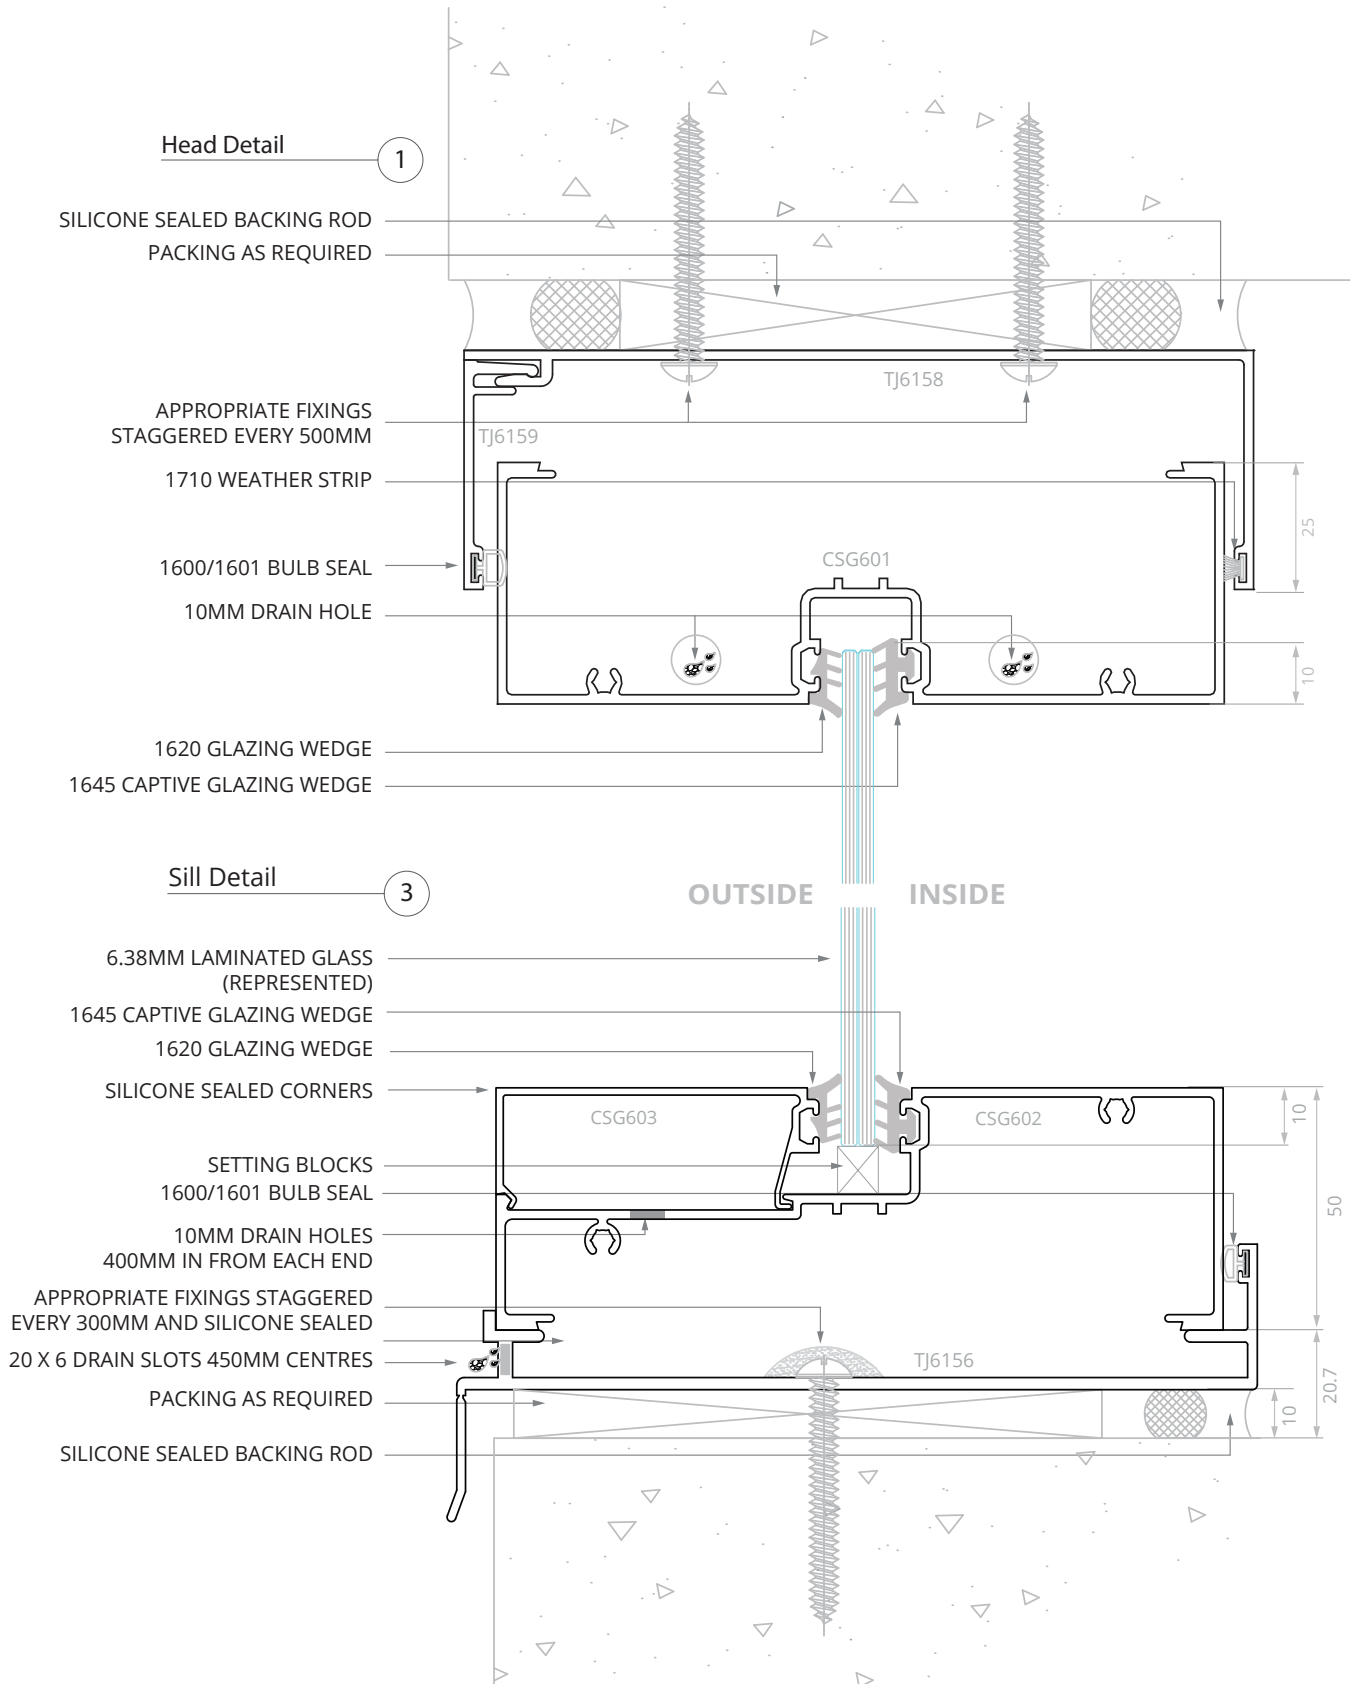 Head Detail
1
SILICONE SEALED BACKING ROD
PACKING AS REQUIRED
TJ6158
APPROPRIATE FIXINGS
STAGGERED EVERY 500MM
TJ6159
1710 WEATHER STRIP
25
1600/1601 BULB SEAL
CSG601
10MM DRAIN HOLE
10
1620 GLAZING WEDGE
1645 CAPTIVE GLAZING WEDGE
Sill Detail
3
OUTSIDE
INSIDE
6.38MM LAMINATED GLASS
(REPRESENTED)
1645 CAPTIVE GLAZING WEDGE
1620 GLAZING WEDGE
SILICONE SEALED CORNERS
CSG603
CSG602
10
SETTING BLOCKS
1600/1601 BULB SEAL
50
10MM DRAIN HOLES
400MM IN FROM EACH END
APPROPRIATE FIXINGS STAGGERED
EVERY 300MM AND SILICONE SEALED
20 X 6 DRAIN SLOTS 450MM CENTRES
TJ6156
20.7
PACKING AS REQUIRED
10
SILICONE SEALED BACKING ROD